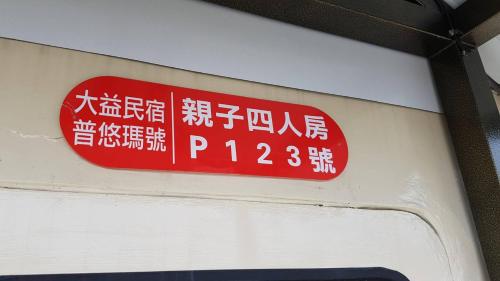 大益民宿
普悠瑪號
親子四人房
P123號